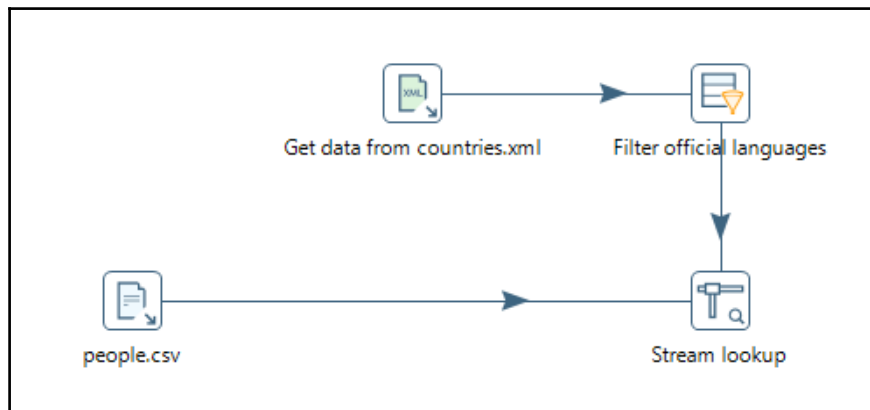 XML
Get data from countries.xml
Filter official languages
people.csv
Stream lookup